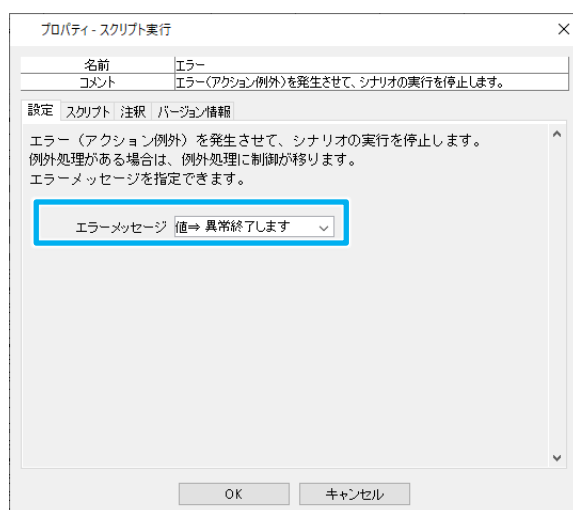 プロパティ - スクリプト実行
名前 エラー
コメント エラー(アクション例外)を発生させて、シナリオの実行を停止します。
設定 スクリプト 注釈 バージョン情報
エラー（アクション例外）を発生させて、シナリオの実行を停止します。
例外処理がある場合は、例外処理に制御が移ります。
エラーメッセージを指定できます。
エラーメッセージ 値⇒ 異常終了します
OK キャンセル